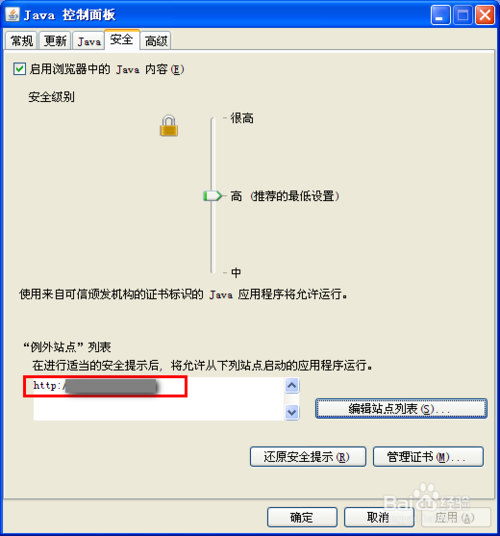 Java 控制面板
常规 更新 Java 安全 高级
启用浏览器中的 Java 内容(E)
安全级别
很高
高 (推荐的最低设置)
中
使用来自可信颁发机构的证书标识的 Java 应用程序将允许运行。
“例外站点”列表
在进行适当的安全提示后，将允许从下列站点启动的应用程序运行。
http:/
编辑站点列表(S)...
还原安全提示(R) 管理证书(M)...
Bai 经验
确定 取消 应用(A)